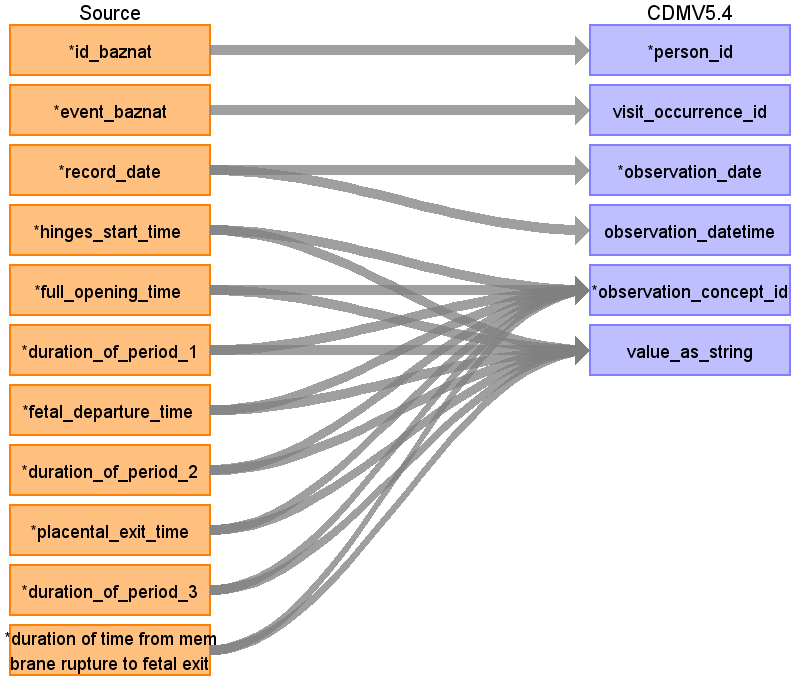 Source
CDMV5.4
*id_baznat
*person_id
*event_baznat
visit_occurrence_id
*record_date
*observation_date
*hinges_start_time
observation_datetime
*full_opening_time
*observation_concept_id
*duration_of_period_1
value_as_string
*fetal_departure_time
*duration_of_period_2
*placental_exit_time
*duration_of_period_3
*duration of time from mem
brane rupture to fetal exit